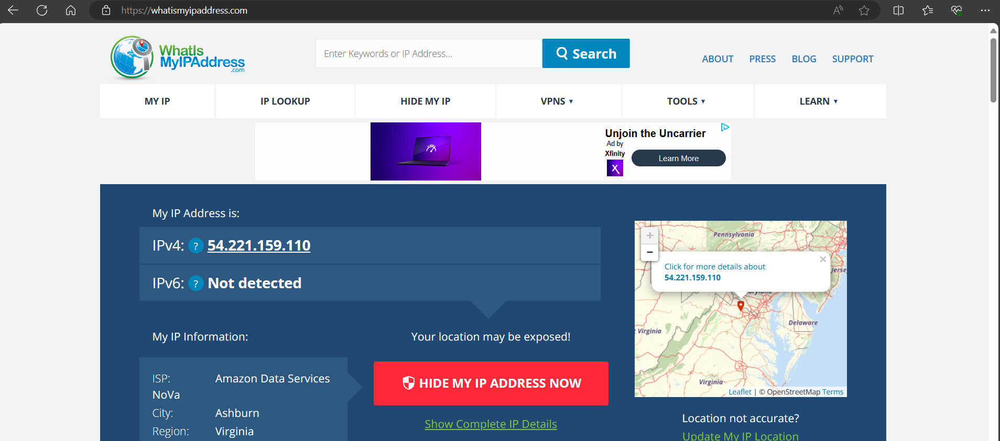 https://whatismyipaddress.com
WhatIs
MyIPAddress
.com
Enter Keywords or IP Address...
Search
ABOUT PRESS BLOG SUPPORT
MY IP IP LOOKUP HIDE MY IP VPNS ▾ TOOLS ▾ LEARN ▾
Unjoin the Uncarrier
Ad by
Xfinity
X
Learn More
My IP Address is:
IPv4: ? 54.221.159.110
IPv6: ? Not detected
My IP Information:
ISP: Amazon Data Services
NoVa
City: Ashburn
Region: Virginia
Your location may be exposed!
HIDE MY IP ADDRESS NOW
Show Complete IP Details
+
−
Pennsylvania
×
Click for more details about
54.221.159.110
Jersey
Delaware
Virginia
Virginia
Leaflet | © OpenStreetMap Terms
Location not accurate?
Update My IP Location